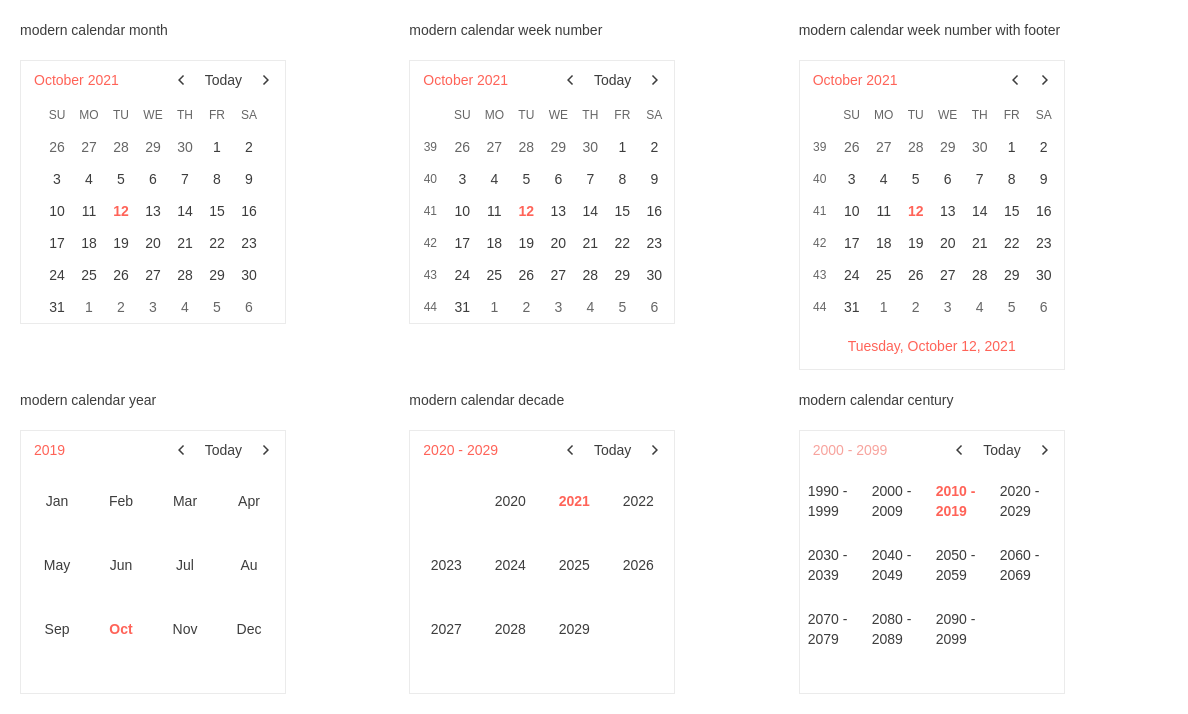 modern calendar month
October 2021 Today
SU MO TU WE TH FR SA
26 27 28 29 30 1 2
3 4 5 6 7 8 9
10 11 12 13 14 15 16
17 18 19 20 21 22 23
24 25 26 27 28 29 30
31 1 2 3 4 5 6
modern calendar week number
October 2021 Today
SU MO TU WE TH FR SA
39 26 27 28 29 30 1 2
40 3 4 5 6 7 8 9
41 10 11 12 13 14 15 16
42 17 18 19 20 21 22 23
43 24 25 26 27 28 29 30
44 31 1 2 3 4 5 6
modern calendar week number with footer
October 2021
SU MO TU WE TH FR SA
39 26 27 28 29 30 1 2
40 3 4 5 6 7 8 9
41 10 11 12 13 14 15 16
42 17 18 19 20 21 22 23
43 24 25 26 27 28 29 30
44 31 1 2 3 4 5 6
Tuesday, October 12, 2021
modern calendar year
2019 Today
Jan Feb Mar Apr
May Jun Jul Au
Sep Oct Nov Dec
modern calendar decade
2020 - 2029 Today
2020 2021 2022
2023 2024 2025 2026
2027 2028 2029
modern calendar century
2000 - 2099 Today
1990 - 2000 - 2010 - 2020 -
1999 2009 2019 2029
2030 - 2040 - 2050 - 2060 -
2039 2049 2059 2069
2070 - 2080 - 2090 -
2079 2089 2099